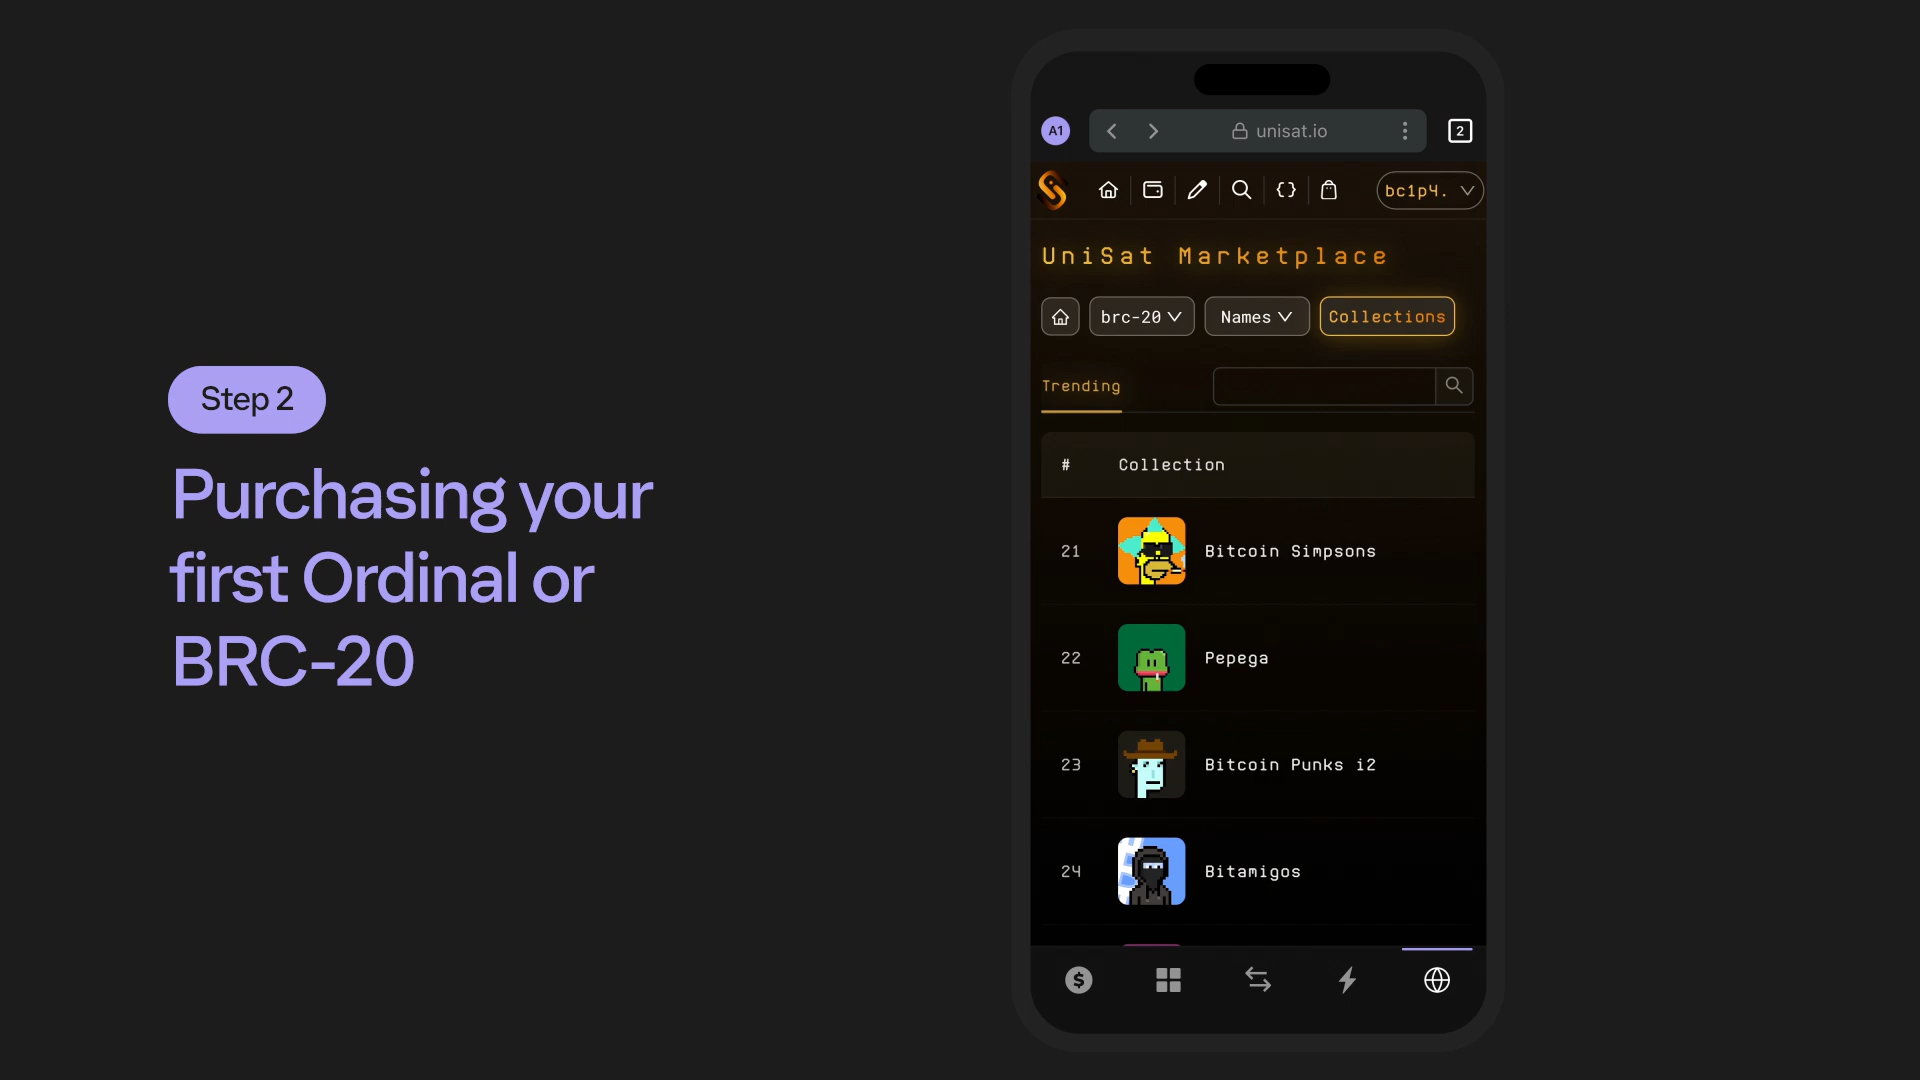 Step 2
Purchasing your
first Ordinal or
BRC-20
A1
unisat.io
2
bc1p4.
UniSat Marketplace
brc-20
Names
Collections
Trending
# Collection
21 Bitcoin Simpsons
22 Pepega
23 Bitcoin Punks i2
24 Bitamigos